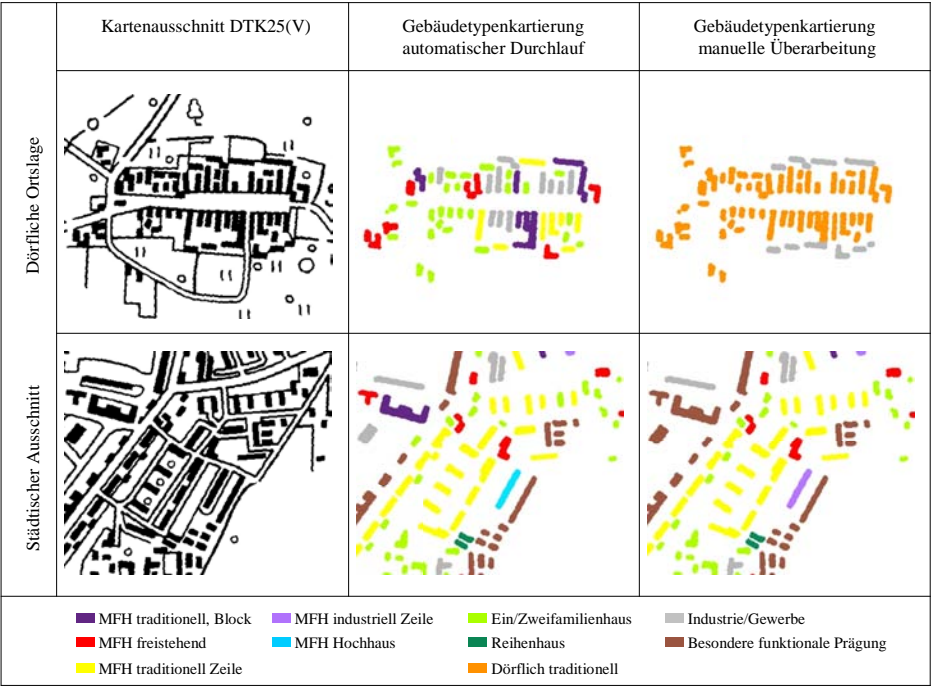 Kartenausschnitt DTK25(V)
Gebäudetypenkartierung
automatischer Durchlauf
Gebäudetypenkartierung
manuelle Überarbeitung
Dörfliche Ortslage
Städtischer Ausschnitt
MFH traditionell, Block
MFH industriell Zeile
Ein/Zweifamilienhaus
Industrie/Gewerbe
MFH freistehend
MFH Hochhaus
Reihenhaus
Besondere funktionale Prägung
MFH traditionell Zeile
Dörflich traditionell